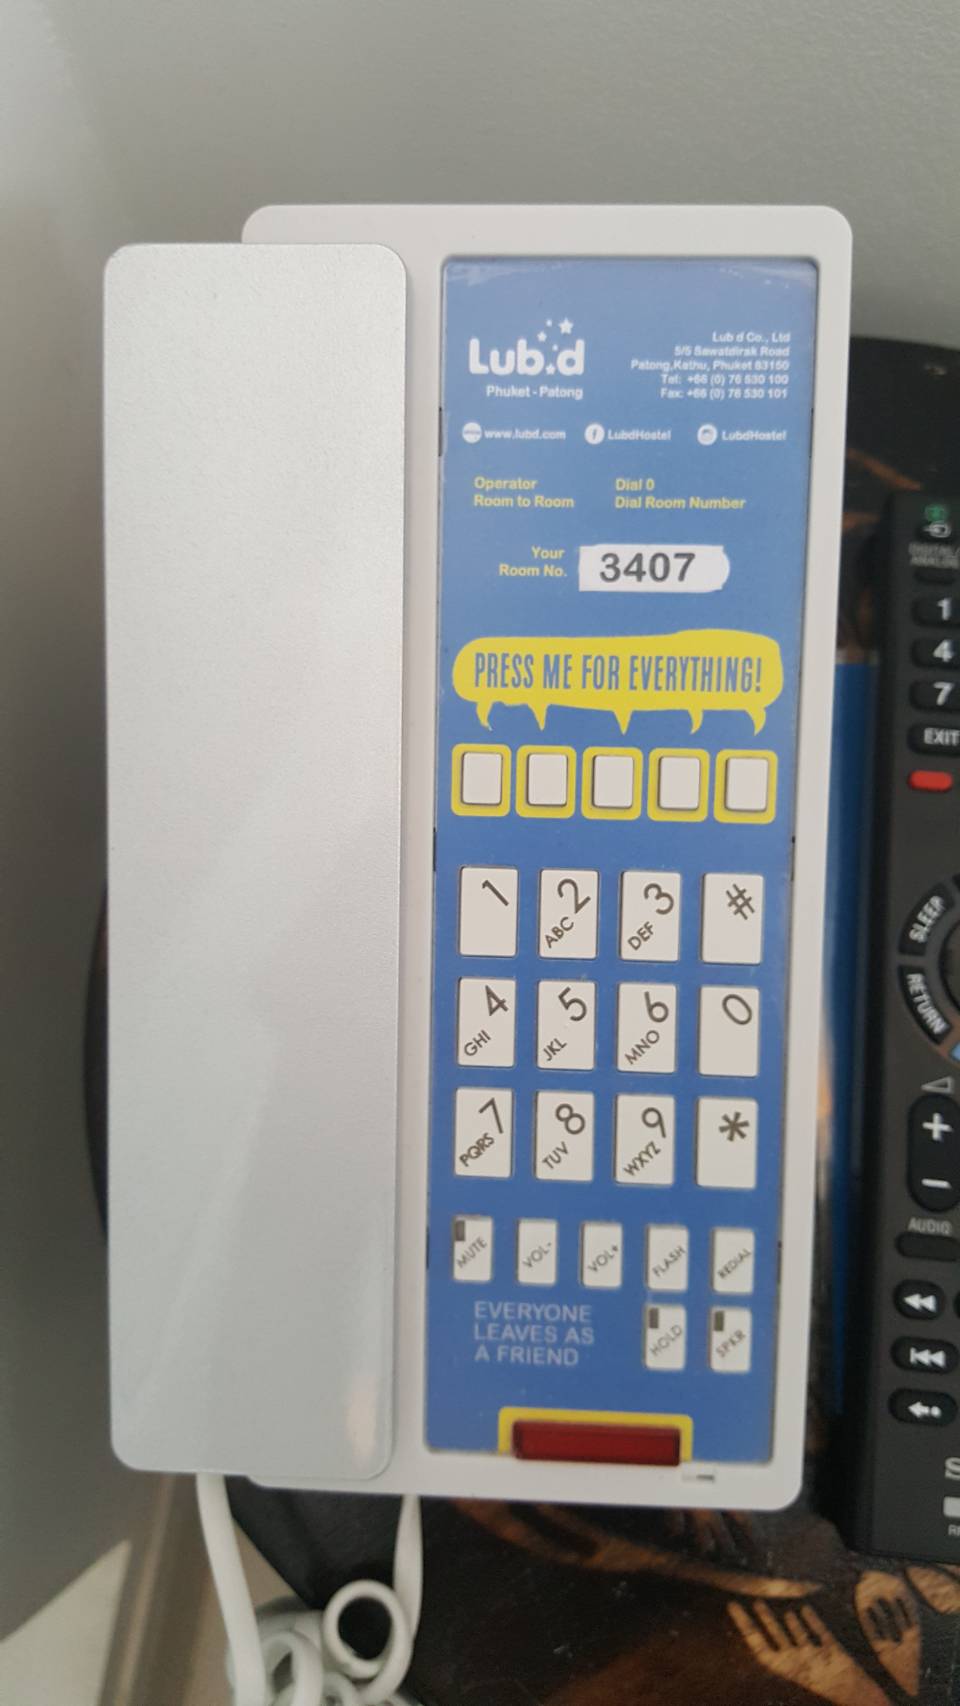 Lub d
Phuket - Patong
Lub d Co., Ltd
5/5 Sawatdirak Road
Patong,Kathu, Phuket 83150
Tel: +66 (0) 76 530 100
Fax: +66 (0) 76 530 101
www.lubd.com LubdHostel LubdHostel
Operator Dial 0
Room to Room Dial Room Number
Your
Room No.
3407
PRESS ME FOR EVERYTHING!
1 2 ABC 3 DEF #
4 GHI 5 JKL 6 MNO 0
7 PQRS 8 TUV 9 WXYZ *
MUTE VOL- VOL+ FLASH REDIAL
HOLD SPKR
EVERYONE
LEAVES AS
A FRIEND
DIGITAL/
ANALOG
1
4
7
EXIT
SLEEP
RETURN
+
-
AUDIO
S